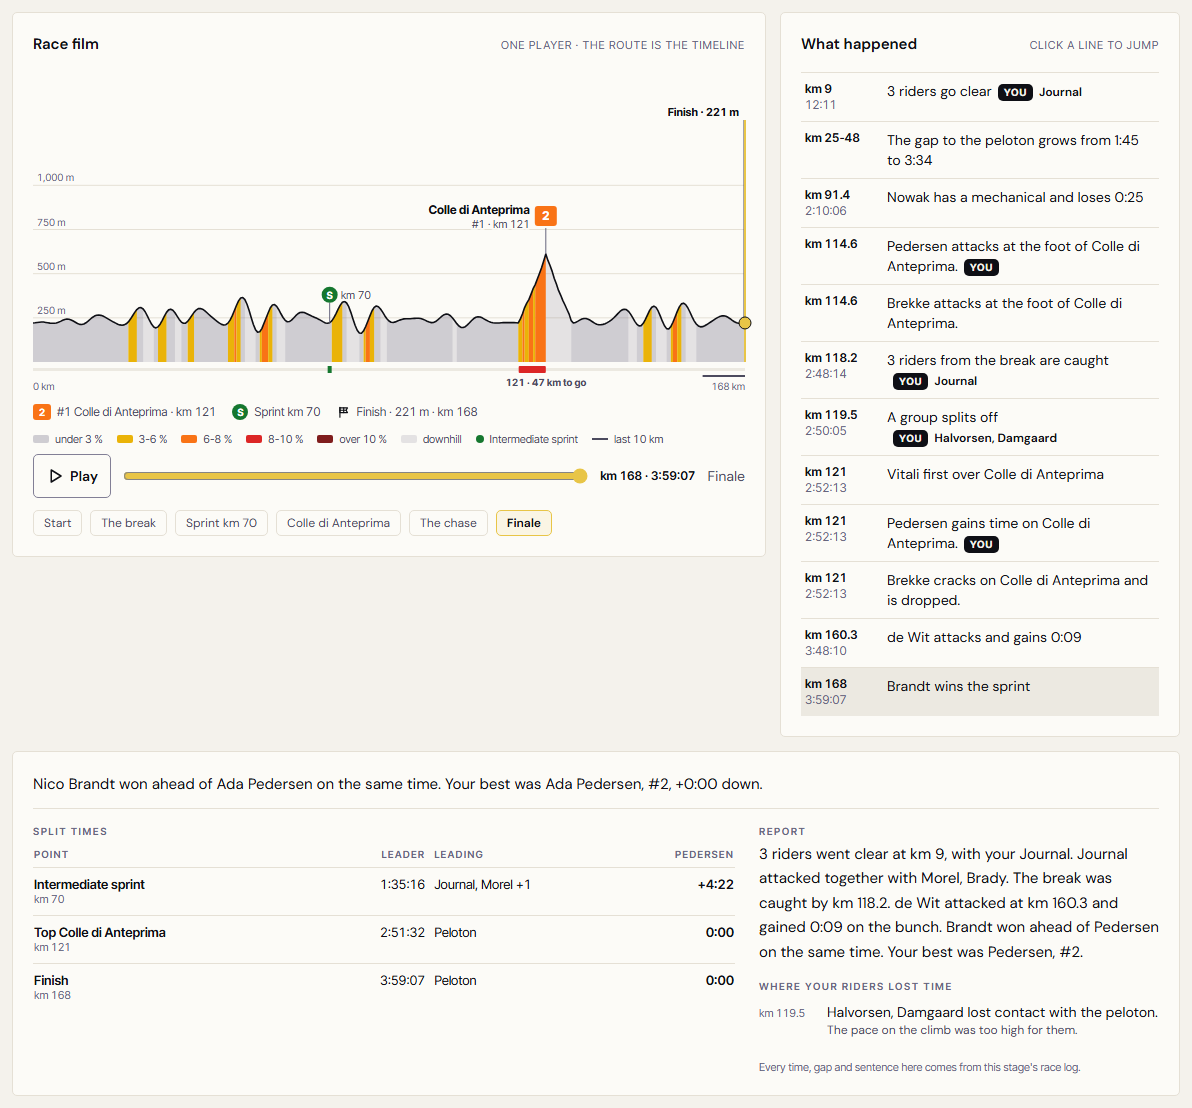 Race film
ONE PLAYER · THE ROUTE IS THE TIMELINE
Finish · 221 m
1,000 m
750 m
500 m
250 m
Colle di Anteprima
#1 · km 121
2
S km 70
0 km
121 · 47 km to go
168 km
2 #1 Colle di Anteprima · km 121 S Sprint km 70 Finish · 221 m · km 168
under 3 % 3-6 % 6-8 % 8-10 % over 10 % downhill Intermediate sprint last 10 km
Play km 168 · 3:59:07 Finale
Start The break Sprint km 70 Colle di Anteprima The chase Finale
What happened
CLICK A LINE TO JUMP
km 9
12:11
3 riders go clear YOU Journal
km 25-48
The gap to the peloton grows from 1:45
to 3:34
km 91.4
2:10:06
Nowak has a mechanical and loses 0:25
km 114.6
Pedersen attacks at the foot of Colle di
Anteprima. YOU
km 114.6
Brekke attacks at the foot of Colle di
Anteprima.
km 118.2
2:48:14
3 riders from the break are caught
YOU Journal
km 119.5
2:50:05
A group splits off
YOU Halvorsen, Damgaard
km 121
2:52:13
Vitali first over Colle di Anteprima
km 121
2:52:13
Pedersen gains time on Colle di
Anteprima. YOU
km 121
2:52:13
Brekke cracks on Colle di Anteprima and
is dropped.
km 160.3
3:48:10
de Wit attacks and gains 0:09
km 168
3:59:07
Brandt wins the sprint
Nico Brandt won ahead of Ada Pedersen on the same time. Your best was Ada Pedersen, #2, +0:00 down.
SPLIT TIMES
POINT LEADER LEADING PEDERSEN
Intermediate sprint 1:35:16 Journal, Morel +1 +4:22
km 70
Top Colle di Anteprima 2:51:32 Peloton 0:00
km 121
Finish 3:59:07 Peloton 0:00
km 168
REPORT
3 riders went clear at km 9, with your Journal. Journal
attacked together with Morel, Brady. The break was
caught by km 118.2. de Wit attacked at km 160.3 and
gained 0:09 on the bunch. Brandt won ahead of Pedersen
on the same time. Your best was Pedersen, #2.
WHERE YOUR RIDERS LOST TIME
km 119.5 Halvorsen, Damgaard lost contact with the peloton.
The pace on the climb was too high for them.
Every time, gap and sentence here comes from this stage's race log.